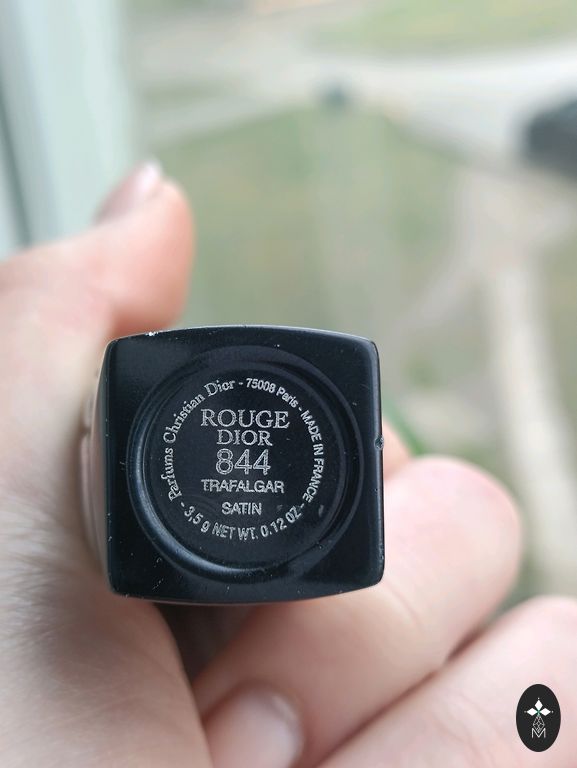 Parfums Christian Dior - 75008 Paris - MADE IN FRANCE -
ROUGE
DIOR
844
TRAFALGAR
SATIN
3,5 g NET WT. 0.12 OZ -
M